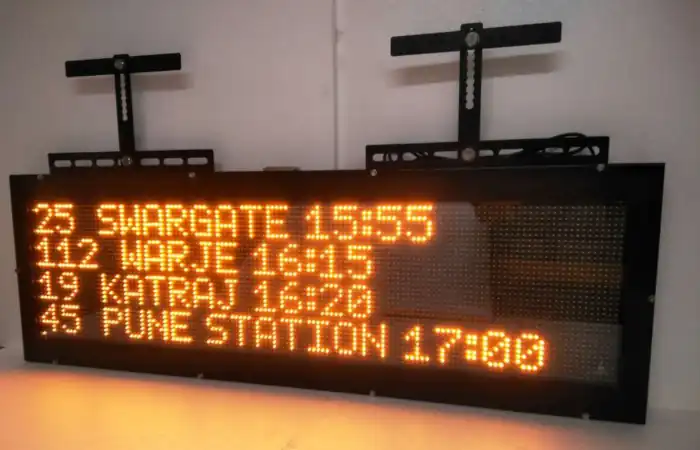 25 SWARGATE 15:55
112 WARJE 16:15
19 KATRAJ 16:20
45 PUNE STATION 17:00